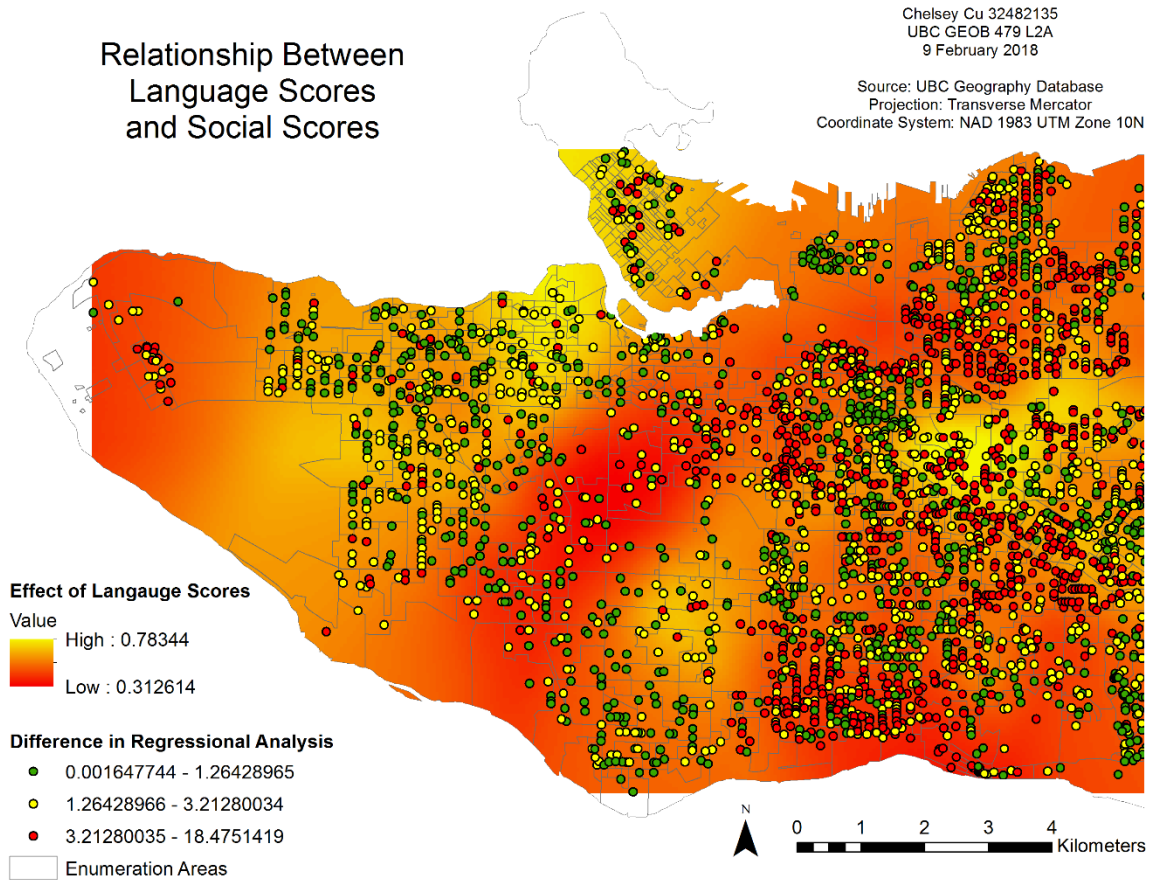 Relationship Between
Language Scores
and Social Scores
Chelsey Cu 32482135
UBC GEOB 479 L2A
9 February 2018
Source: UBC Geography Database
Projection: Transverse Mercator
Coordinate System: NAD 1983 UTM Zone 10N
Effect of Langauge Scores
Value
High : 0.78344
Low : 0.312614
Difference in Regressional Analysis
0.001647744 - 1.26428965
1.26428966 - 3.21280034
3.21280035 - 18.4751419
Enumeration Areas
N
0 1 2 3 4
Kilometers